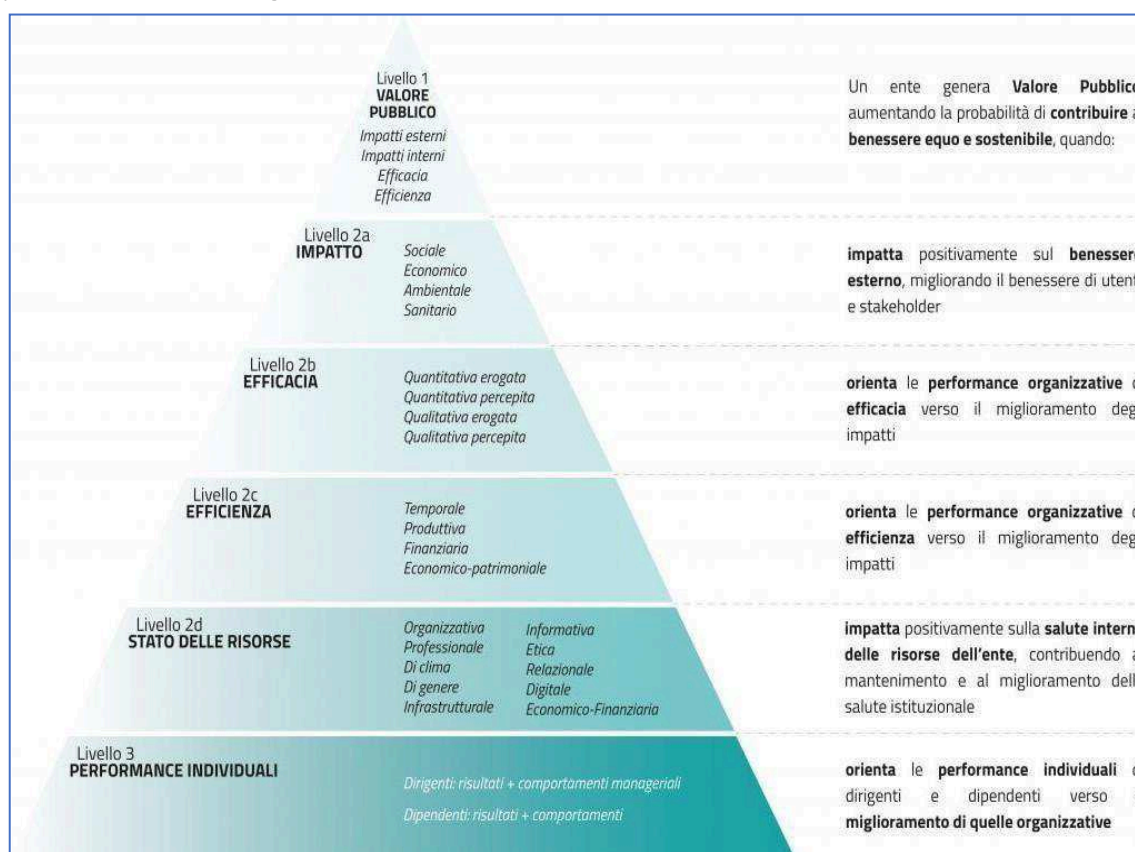 Livello 1
VALORE
PUBBLICO
Impatti esterni
Impatti interni
Efficacia
Efficienza
Un ente genera Valore Pubblico
aumentando la probabilità di contribuire a
benessere equo e sostenibile, quando:
Livello 2a
IMPATTO
Sociale
Economico
Ambientale
Sanitario
impatta positivamente sul benessere
esterno, migliorando il benessere di utenti
e stakeholder
Livello 2b
EFFICACIA
Quantitativa erogata
Quantitativa percepita
Qualitativa erogata
Qualitativa percepita
orienta le performance organizzative
efficacia verso il miglioramento
impatti
Livello 2c
EFFICIENZA
Temporale
Produttiva
Finanziaria
Economico-patrimoniale
orienta le performance organizzative
efficienza verso il miglioramento
impatti
Livello 2d
STATO DELLE RISORSE
Organizzativa
Professionale
Di clima
Di genere
Infrastrutturale
Informativa
Etica
Relazionale
Digitale
Economico-Finanziaria
impatta positivamente sulla salute
delle risorse dell'ente, contribuendo
mantenimento e al miglioramento
salute istituzionale
Livello 3
PERFORMANCE INDIVIDUALI
Dirigenti: risultati + comportamenti manageriali
Dipendenti: risultati + comportamenti
orienta le performance individuali
dirigenti e dipendenti verso
miglioramento di quelle organizzative